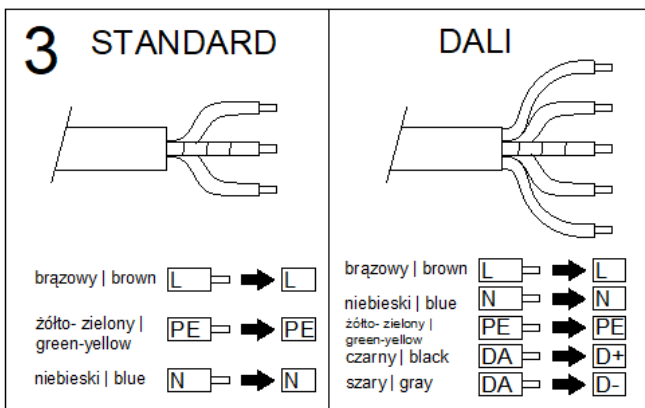 3 STANDARD
brązowy | brown L L
żółto- zielony |
green-yellow PE PE
niebieski | blue N N
DALI
brązowy | brown L L
niebieski | blue N N
żółto- zielony |
green-yellow PE PE
czarny | black DA D+
szary | gray DA D-